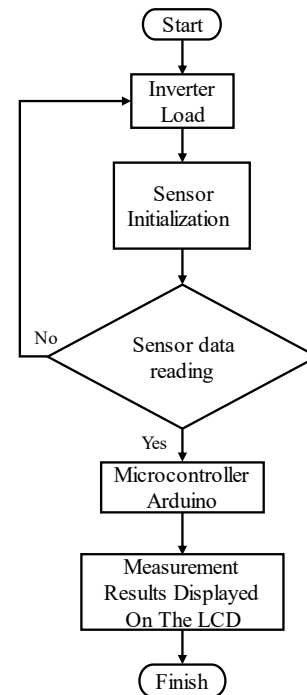 Start
Inverter
Load
Sensor
Initialization
No
Sensor data
reading
Yes
Microcontroller
Arduino
Measurement
Results Displayed
On The LCD
Finish